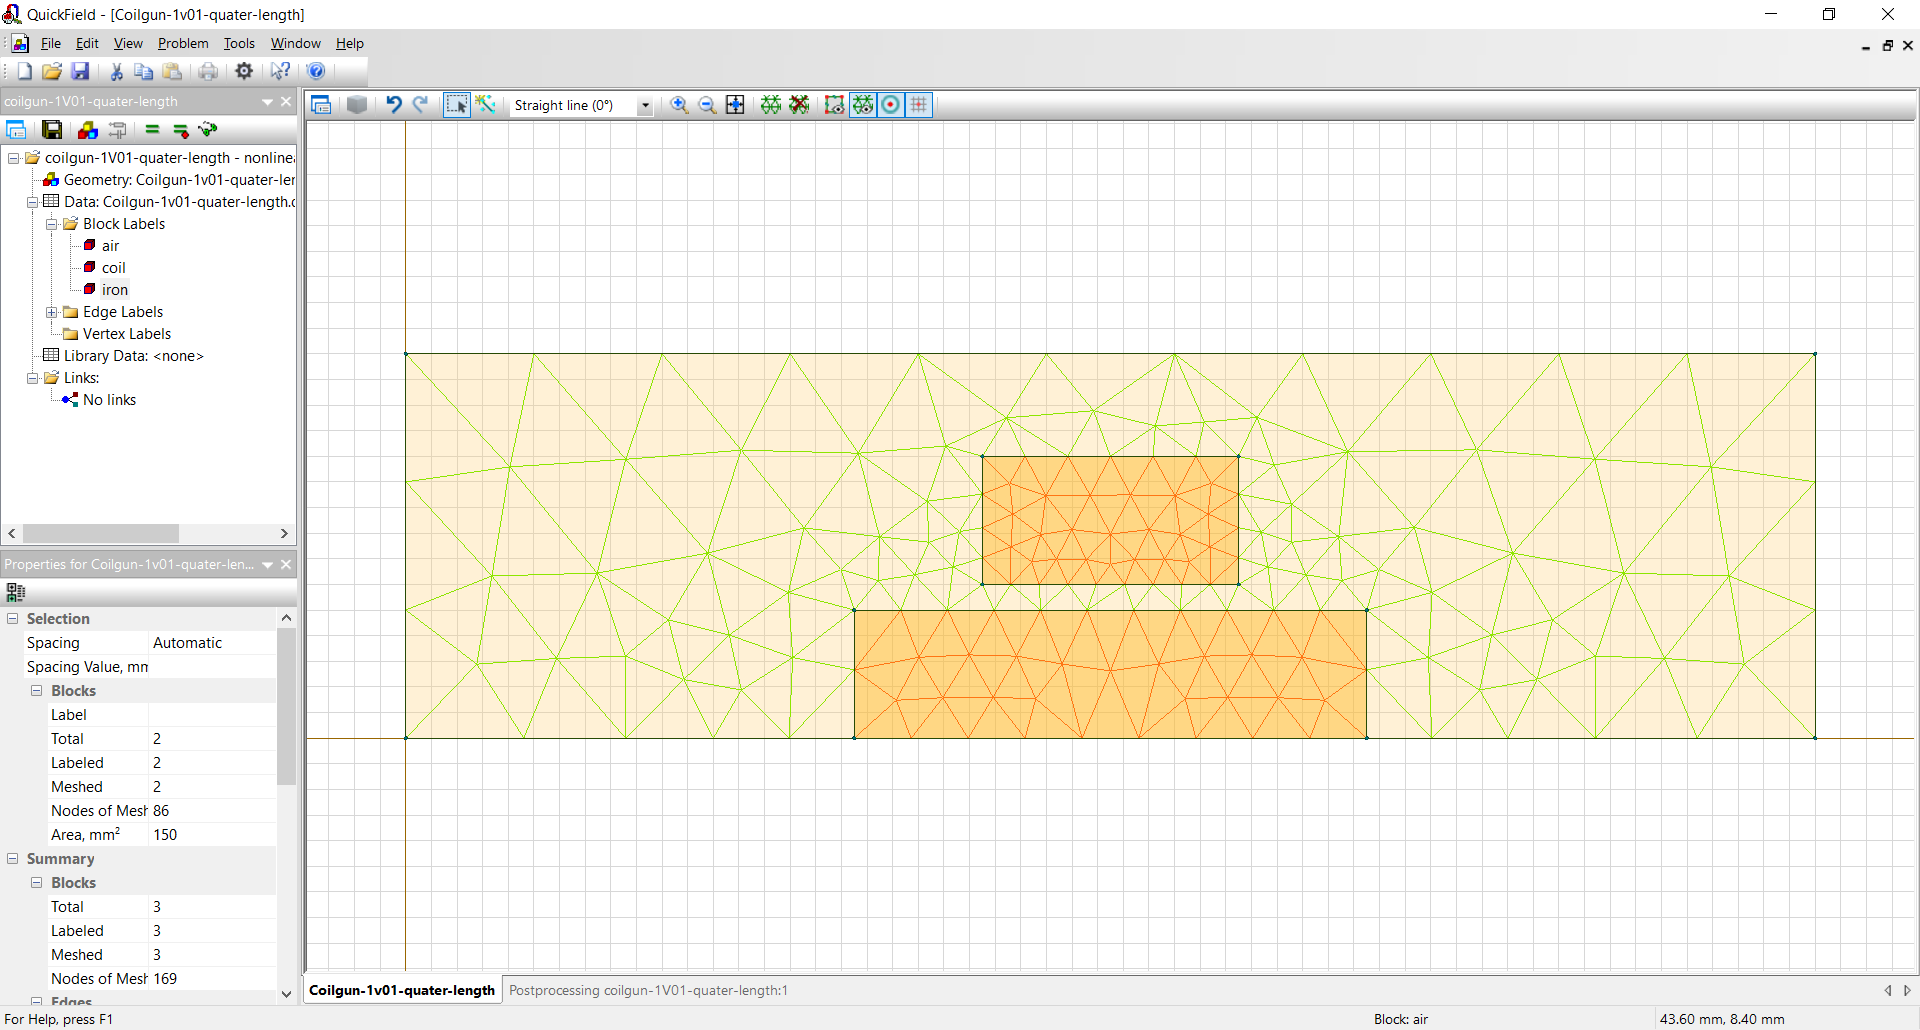 QuickField - [Coilgun-1v01-quater-length]
File Edit View Problem Tools Window Help
coilgun-1V01-quater-length
Straight line (0°)
coilgun-1V01-quater-length - nonlinea
Geometry: Coilgun-1v01-quater-ler
Data: Coilgun-1v01-quater-length.c
Block Labels
air
coil
iron
Edge Labels
Vertex Labels
Library Data: <none>
Links:
No links
Properties for Coilgun-1v01-quater-len...
Selection
Spacing Automatic
Spacing Value, mm
Blocks
Label
Total 2
Labeled 2
Meshed 2
Nodes of Mesh 86
Area, mm² 150
Summary
Blocks
Total 3
Labeled 3
Meshed 3
Nodes of Mesh 169
Edges
Coilgun-1v01-quater-length Postprocessing coilgun-1V01-quater-length:1
For Help, press F1 Block: air 43.60 mm, 8.40 mm